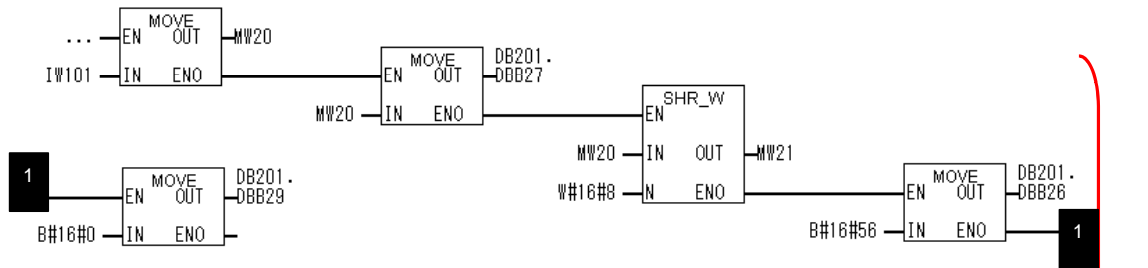 MOVE
... EN OUT MW20
IW101 IN ENO
MOVE
EN OUT DB201.
DBB27
MW20 IN ENO
SHR_W
EN
MW20 IN OUT MW21
W#16#8 N ENO
MOVE
EN OUT DB201.
DBB26
B#16#56 IN ENO
1
1
MOVE
EN OUT DB201.
DBB29
B#16#0 IN ENO